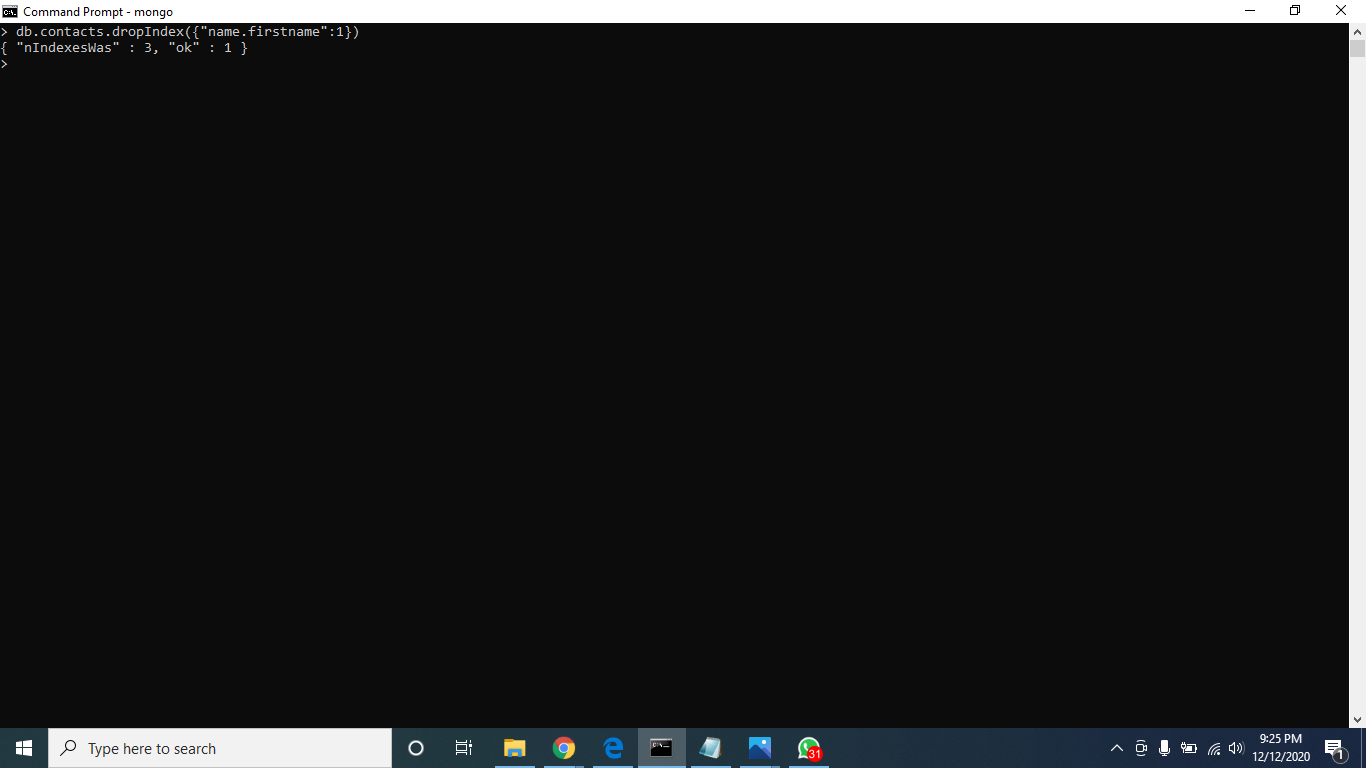 Command Prompt - mongo
> db.contacts.dropIndex({"name.firstname":1})
{ "nIndexesWas" : 3, "ok" : 1 }
>
Type here to search
31
9:25 PM
12/12/2020
1